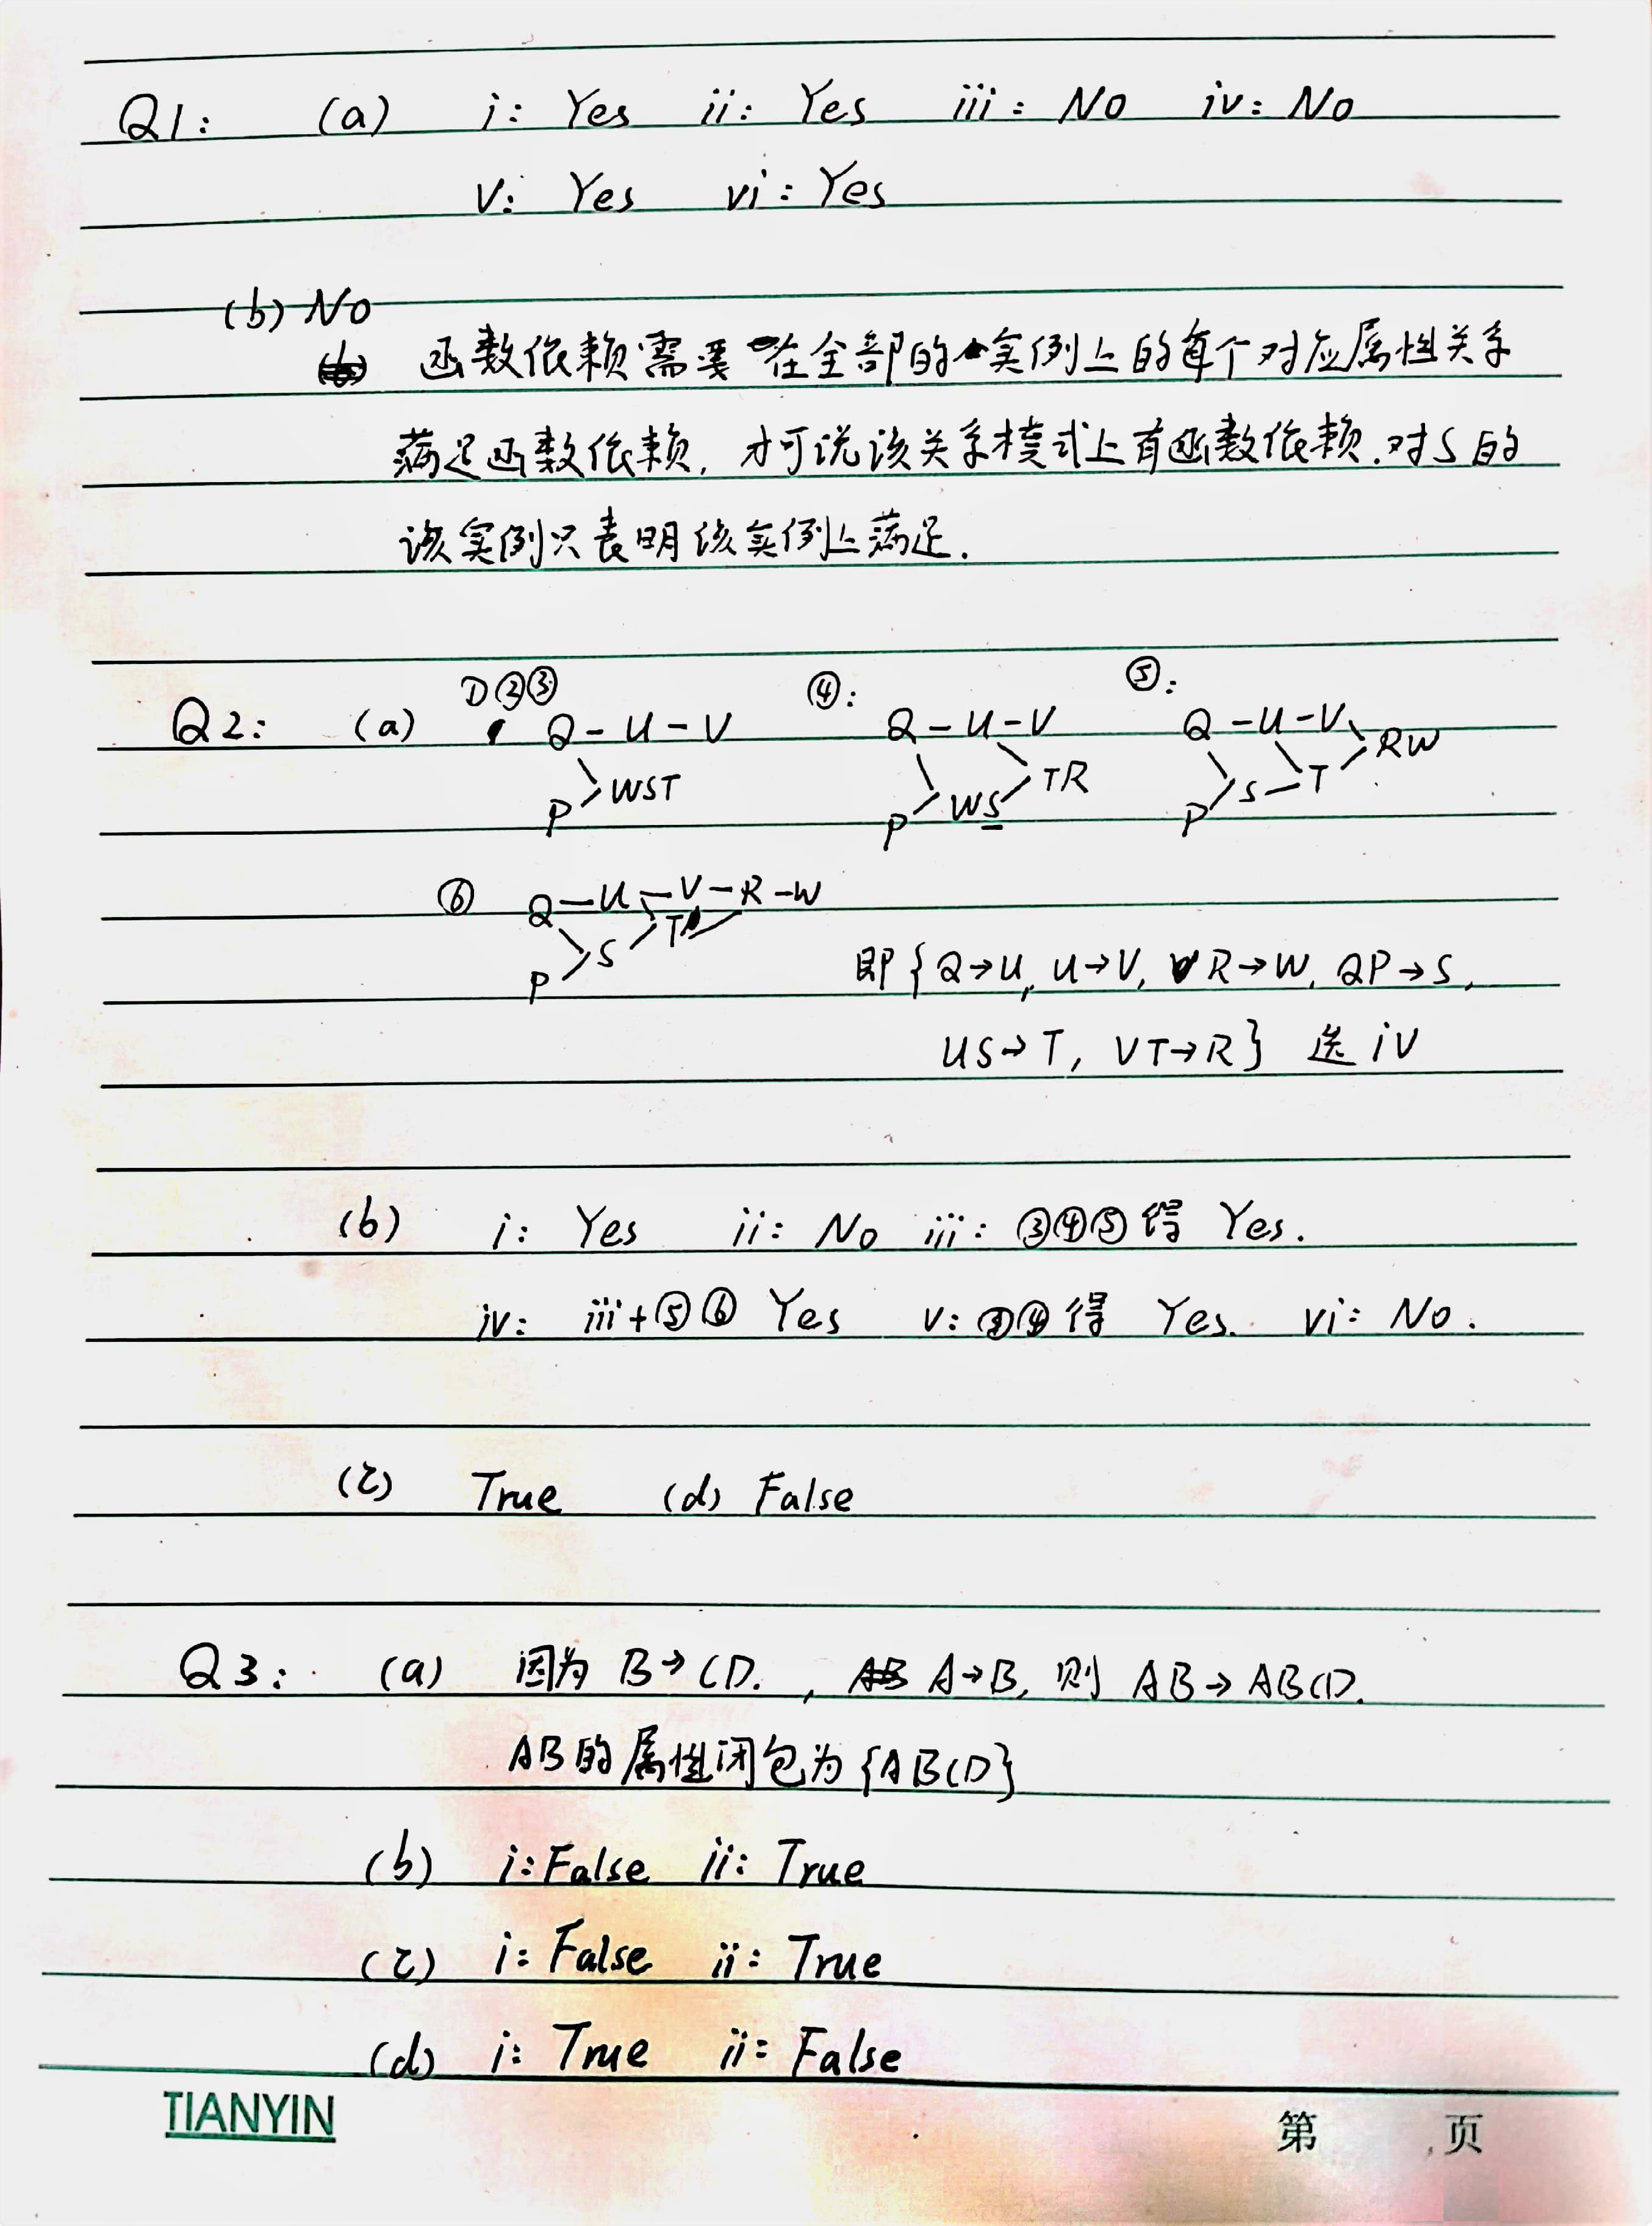 Q1: (a) i: Yes ii: Yes iii: No iv: No
v: Yes vi: Yes
(b) No
函数依赖需要在全部的实例上的每个对应属性关系
满足函数依赖, 才可说该关系模式上有函数依赖. 对S的
该实例只表明该实例上满足.
Q2: (a) ①②③ ④: ⑤:
Q-U-V Q-U-V Q-U-V RW
P WST P WS TR P S-T
⑥ Q-U-V-R-W
P S T
即{Q→U, U→V, R→W, QP→S,
US→T, VT→R} 选 iv
(b) i: Yes ii: No iii: ③④⑤得 Yes.
iv: iii+⑤⑥ Yes v: ③④得 Yes. vi: No.
(c) True (d) False
Q3: (a) 因为 B→CD. , A→B, 则 AB→ABCD.
AB的属性闭包为{ABCD}
(b) i: False ii: True
(c) i: False ii: True
(d) i: True ii: False
TIANYIN
第 页